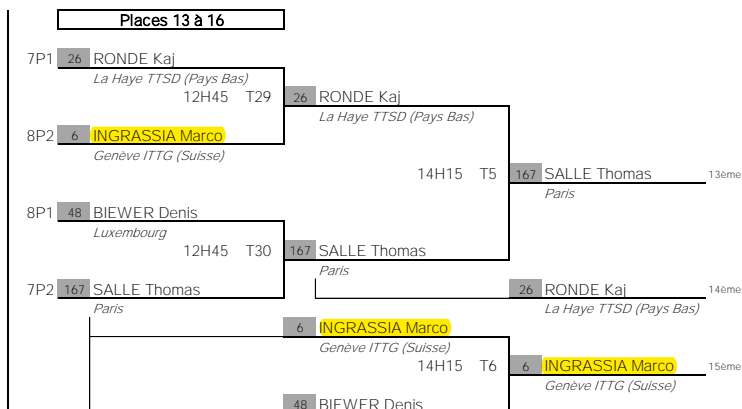 Places 13 à 16
7P1 26 RONDE Kaj
La Haye TTSD (Pays Bas)
12H45 T29 26 RONDE Kaj
La Haye TTSD (Pays Bas)
8P2 6 INGRASSIA Marco
Genève ITTG (Suisse)
14H15 T5 167 SALLE Thomas 13ème
Paris
8P1 48 BIEWER Denis
Luxembourg
12H45 T30 167 SALLE Thomas
Paris
7P2 167 SALLE Thomas 26 RONDE Kaj 14ème
Paris La Haye TTSD (Pays Bas)
6 INGRASSIA Marco
Genève ITTG (Suisse)
14H15 T6 6 INGRASSIA Marco 15ème
Genève ITTG (Suisse)
48 BIEWER Denis